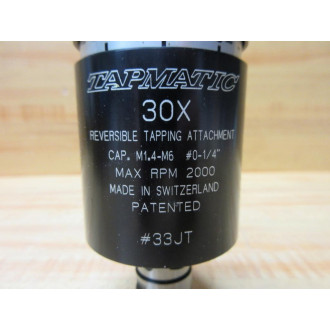 TAPMATIC
30X
REVERSIBLE TAPPING ATTACHMENT
CAP. M1.4-M6 #0-1/4"
MAX RPM 2000
MADE IN SWITZERLAND
PATENTED
#33JT